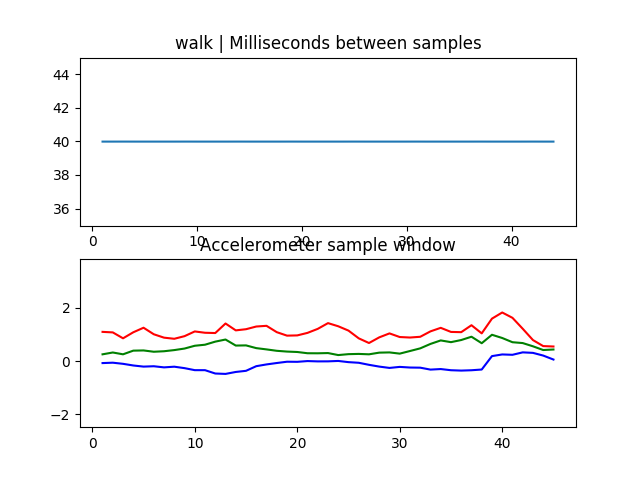 walk | Milliseconds between samples
44
42
40
38
36
0 10 20 30 40
Accelerometer sample window
2
0
−2
0 10 20 30 40